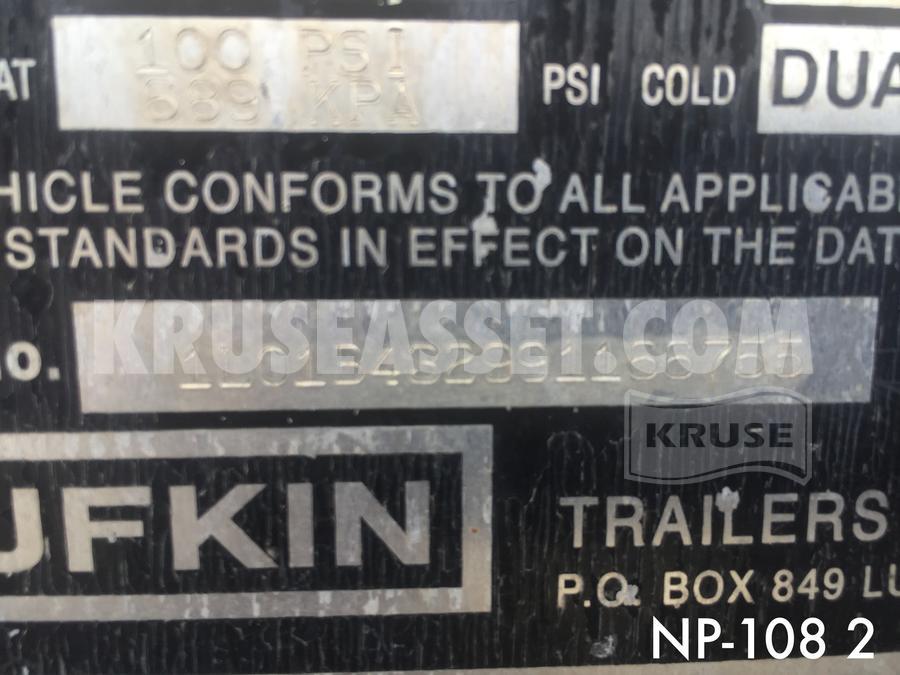 AT 100 PSI PSI COLD DUA
689 KPA
HICLE CONFORMS TO ALL APPLICAB
STANDARDS IN EFFECT ON THE DAT
KRUSEASSET.COM
o.
KRUSE
UFKIN TRAILERS
P.O. BOX 849 LU
NP-108 2